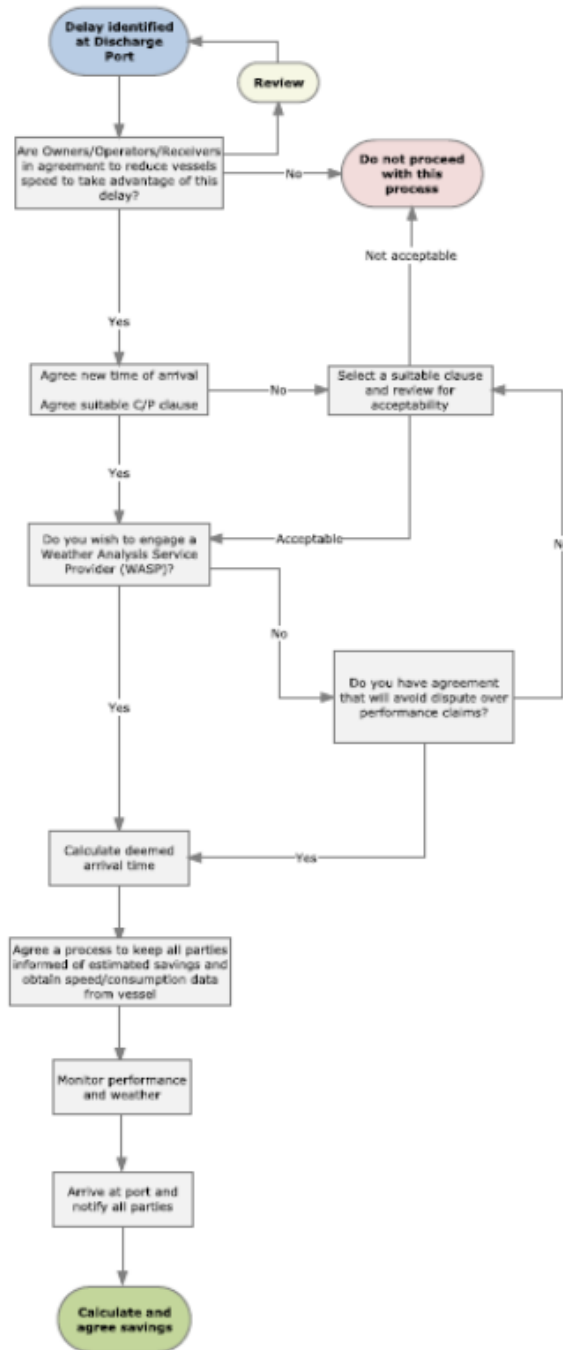 Delay identified
at Discharge
Port
Review
Are Owners/Operators/Receivers
in agreement to reduce vessels
speed to take advantage of this
delay?
No
Do not proceed
with this
process
Not acceptable
Yes
Agree new time of arrival
Agree suitable C/P clause
No
Select a suitable clause
and review for
acceptability
Yes
Do you wish to engage a
Weather Analysis Service
Provider (WASP)?
Acceptable
No
Do you have agreement
that will avoid dispute over
performance claims?
Yes
Calculate deemed
arrival time
Yes
Agree a process to keep all parties
informed of estimated savings and
obtain speed/consumption data
from vessel
Monitor performance
and weather
Arrive at port and
notify all parties
Calculate and
agree savings